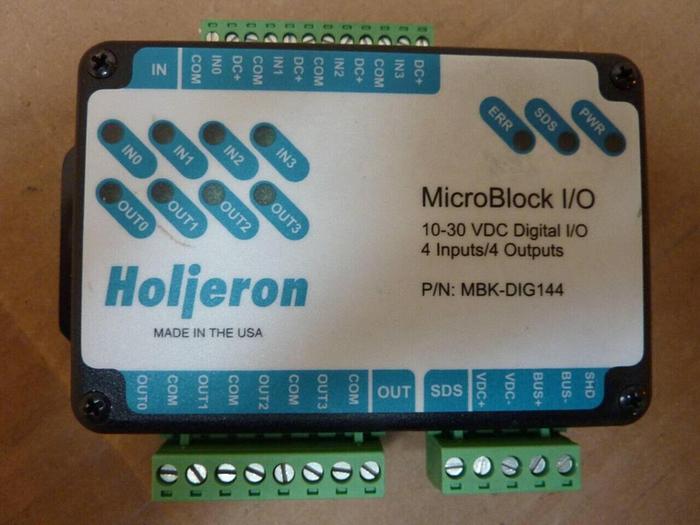 IN COM IN0 DC+ COM IN1 DC+ COM IN2 DC+ COM IN3 DC+
ERR SDS PWR
IN0 IN1 IN2 IN3
OUT0 OUT1 OUT2 OUT3
MicroBlock I/O
10-30 VDC Digital I/O
4 Inputs/4 Outputs
P/N: MBK-DIG144
Holjeron
MADE IN THE USA
OUT0 COM OUT1 COM OUT2 COM OUT3 COM OUT
SDS VDC+ VDC- BUS+ BUS- SHD